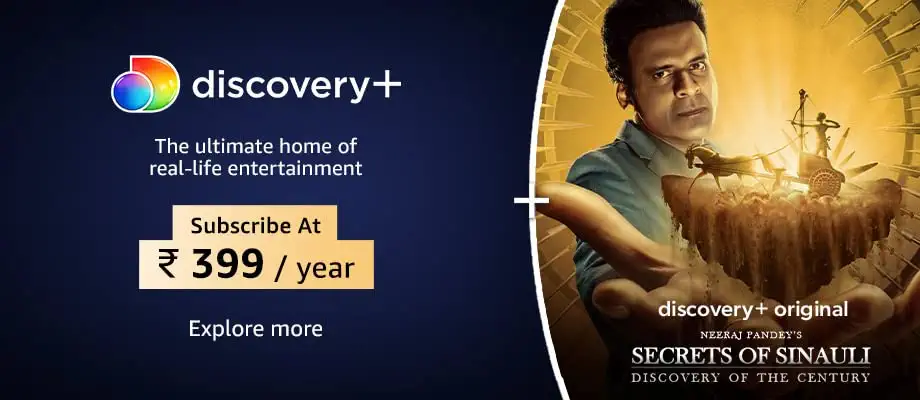 discovery+
The ultimate home of
real-life entertainment
Subscribe At
₹ 399 / year
Explore more
discovery+ original
NEERAJ PANDEY'S
SECRETS OF SINAULI
DISCOVERY OF THE CENTURY